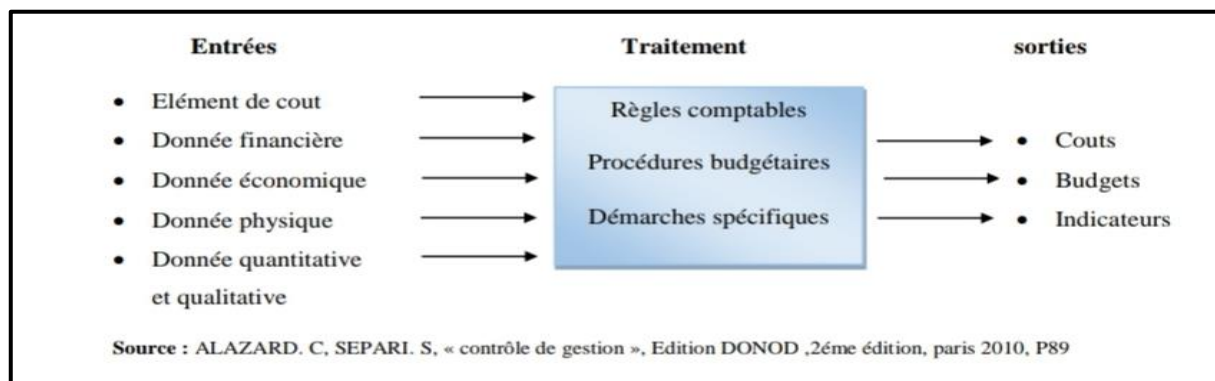 Entrées Traitement sorties
• Elément de cout
• Donnée financière
• Donnée économique
• Donnée physique
• Donnée quantitative
et qualitative
Règles comptables
Procédures budgétaires
Démarches spécifiques
• Couts
• Budgets
• Indicateurs
Source : ALAZARD. C, SEPARI. S, « contrôle de gestion », Edition DONOD ,2éme édition, paris 2010, P89